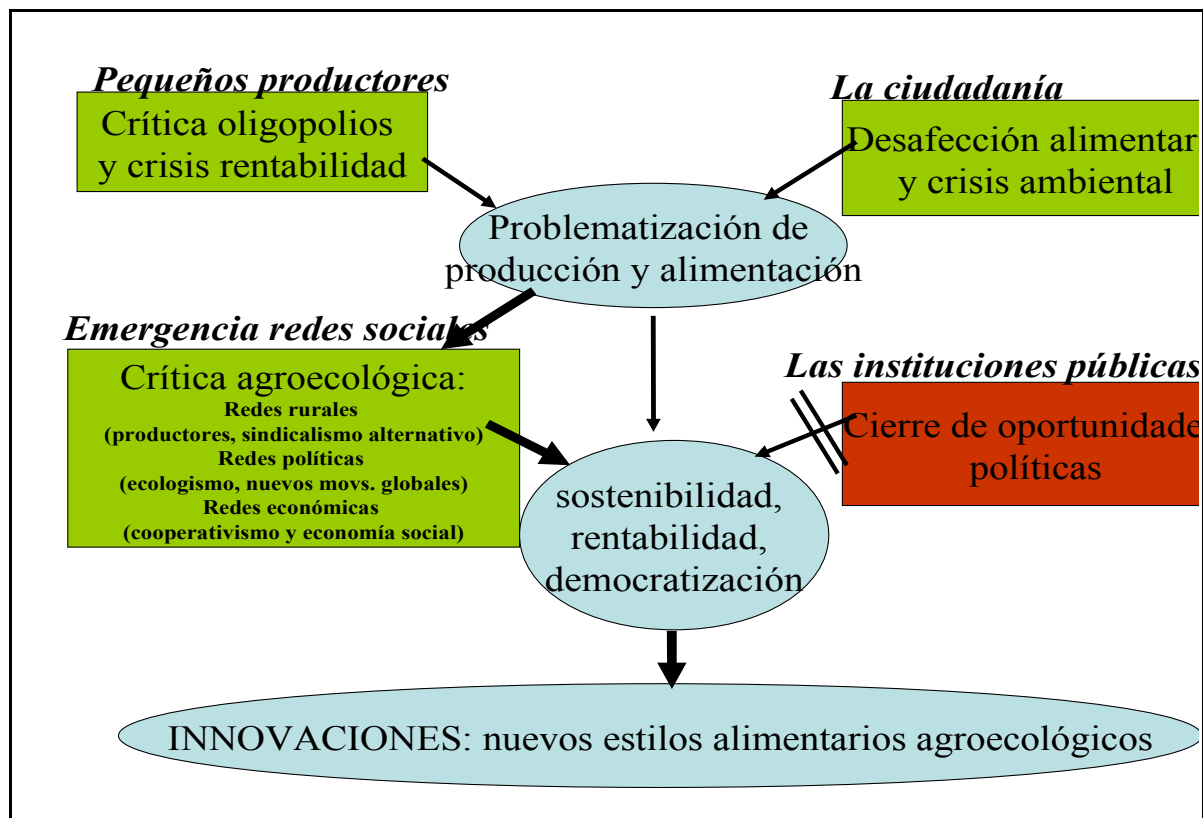 Pequeños productores
Crítica oligopolios
y crisis rentabilidad
La ciudadanía
Desafección alimentar
y crisis ambiental
Problematización de
producción y alimentación
Emergencia redes sociales
Crítica agroecológica:
Redes rurales
(productores, sindicalismo alternativo)
Redes políticas
(ecologismo, nuevos movs. globales)
Redes económicas
(cooperativismo y economía social)
Las instituciones públicas
Cierre de oportunidade
políticas
sostenibilidad,
rentabilidad,
democratización
INNOVACIONES: nuevos estilos alimentarios agroecológicos